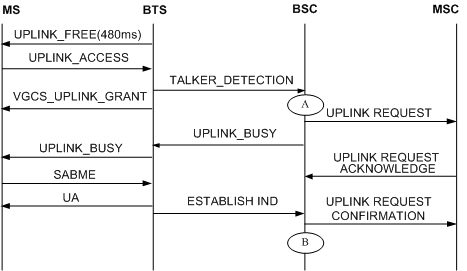 MS BTS BSC MSC
UPLINK_FREE(480ms)
UPLINK_ACCESS
TALKER_DETECTION
VGCS_UPLINK_GRANT
A
UPLINK REQUEST
UPLINK_BUSY
UPLINK_BUSY
UPLINK REQUEST
ACKNOWLEDGE
SABME
UA
ESTABLISH IND
UPLINK REQUEST
CONFIRMATION
B